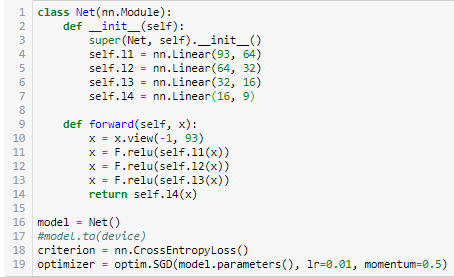 1 class Net(nn.Module):
2     def __init__(self):
3         super(Net, self).__init__()
4         self.l1 = nn.Linear(93, 64)
5         self.l2 = nn.Linear(64, 32)
6         self.l3 = nn.Linear(32, 16)
7         self.l4 = nn.Linear(16, 9)
8
9     def forward(self, x):
10         x = x.view(-1, 93)
11         x = F.relu(self.l1(x))
12         x = F.relu(self.l2(x))
13         x = F.relu(self.l3(x))
14         return self.l4(x)
15
16 model = Net()
17 #model.to(device)
18 criterion = nn.CrossEntropyLoss()
19 optimizer = optim.SGD(model.parameters(), lr=0.01, momentum=0.5)